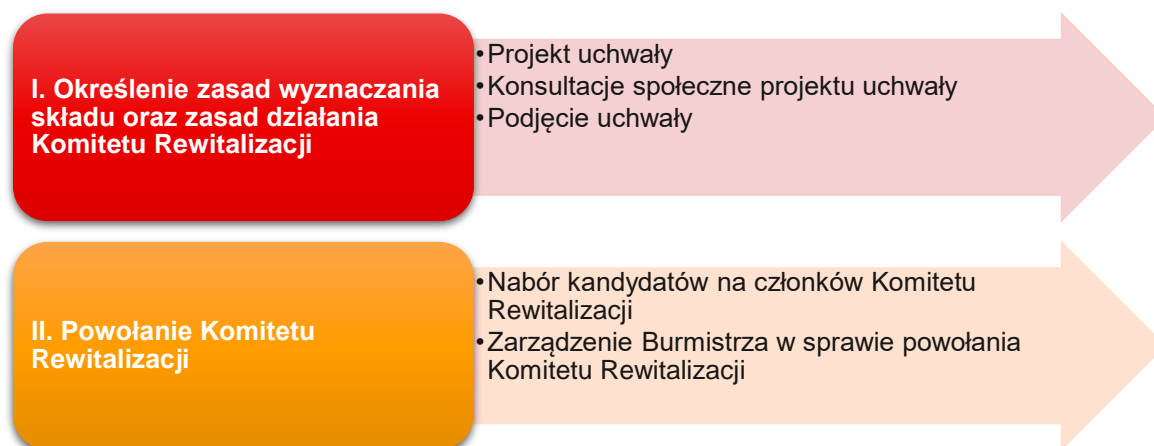 I. Określenie zasad wyznaczania
składu oraz zasad działania
Komitetu Rewitalizacji
•Projekt uchwały
•Konsultacje społeczne projektu uchwały
•Podjęcie uchwały
II. Powołanie Komitetu
Rewitalizacji
•Nabór kandydatów na członków Komitetu
Rewitalizacji
•Zarządzenie Burmistrza w sprawie powołania
Komitetu Rewitalizacji